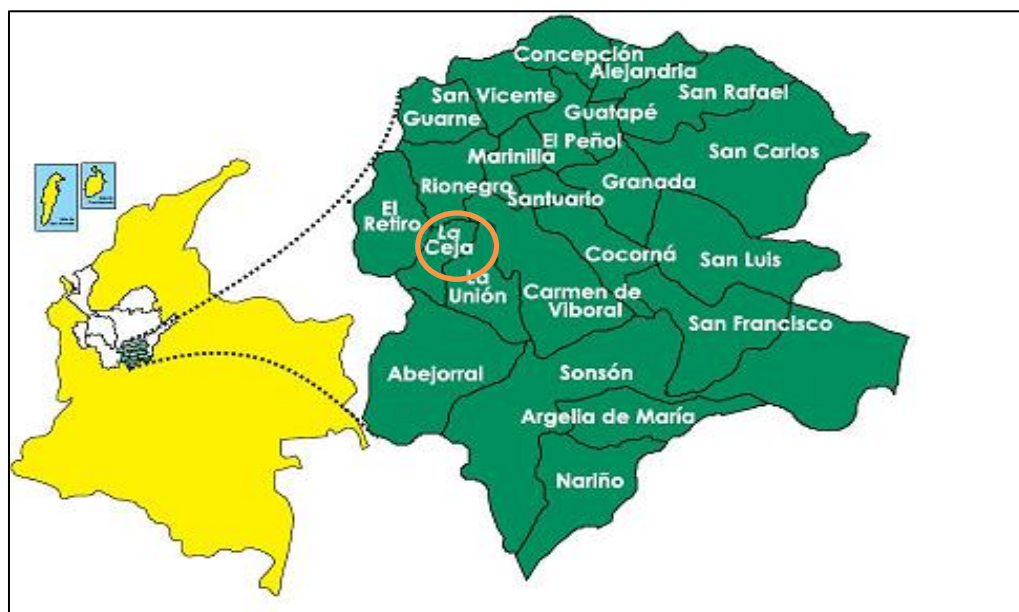 Concepción
Alejandria
San Vicente
San Rafael
Guarne
Guatapé
El Peñol
Marinilla
San Carlos
Rionegro
Granada
Santuario
El
Retiro
La
Ceja
Cocorná
San Luis
La
Unión
Carmen de
Viboral
San Francisco
Abejorral
Sonsón
Argelia de María
Nariño